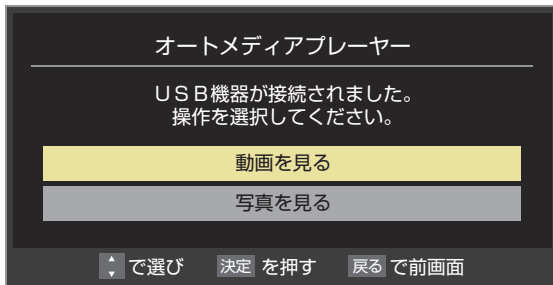 オートメディアプレーヤー
ＵＳＢ機器が接続されました。
操作を選択してください。
動画を見る
写真を見る
で選び 決定 を押す 戻る で前画面